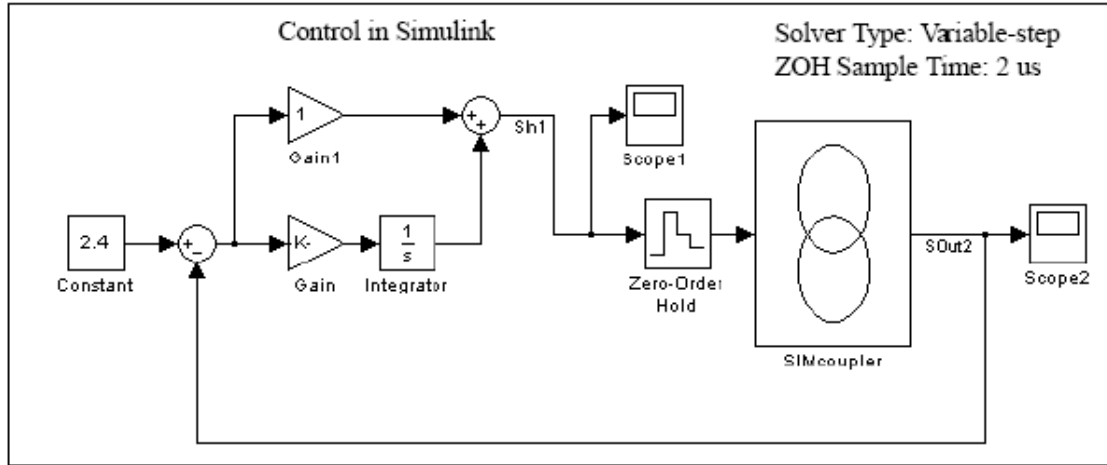 Control in Simulink
Solver Type: Variable-step
ZOH Sample Time: 2 us
1
Gain1
+
+
SIn1
Scope1
2.4
Constant
+
−
K-
Gain
1
s
Integrator
Zero-Order
Hold
SIMcoupler
SOut2
Scope2